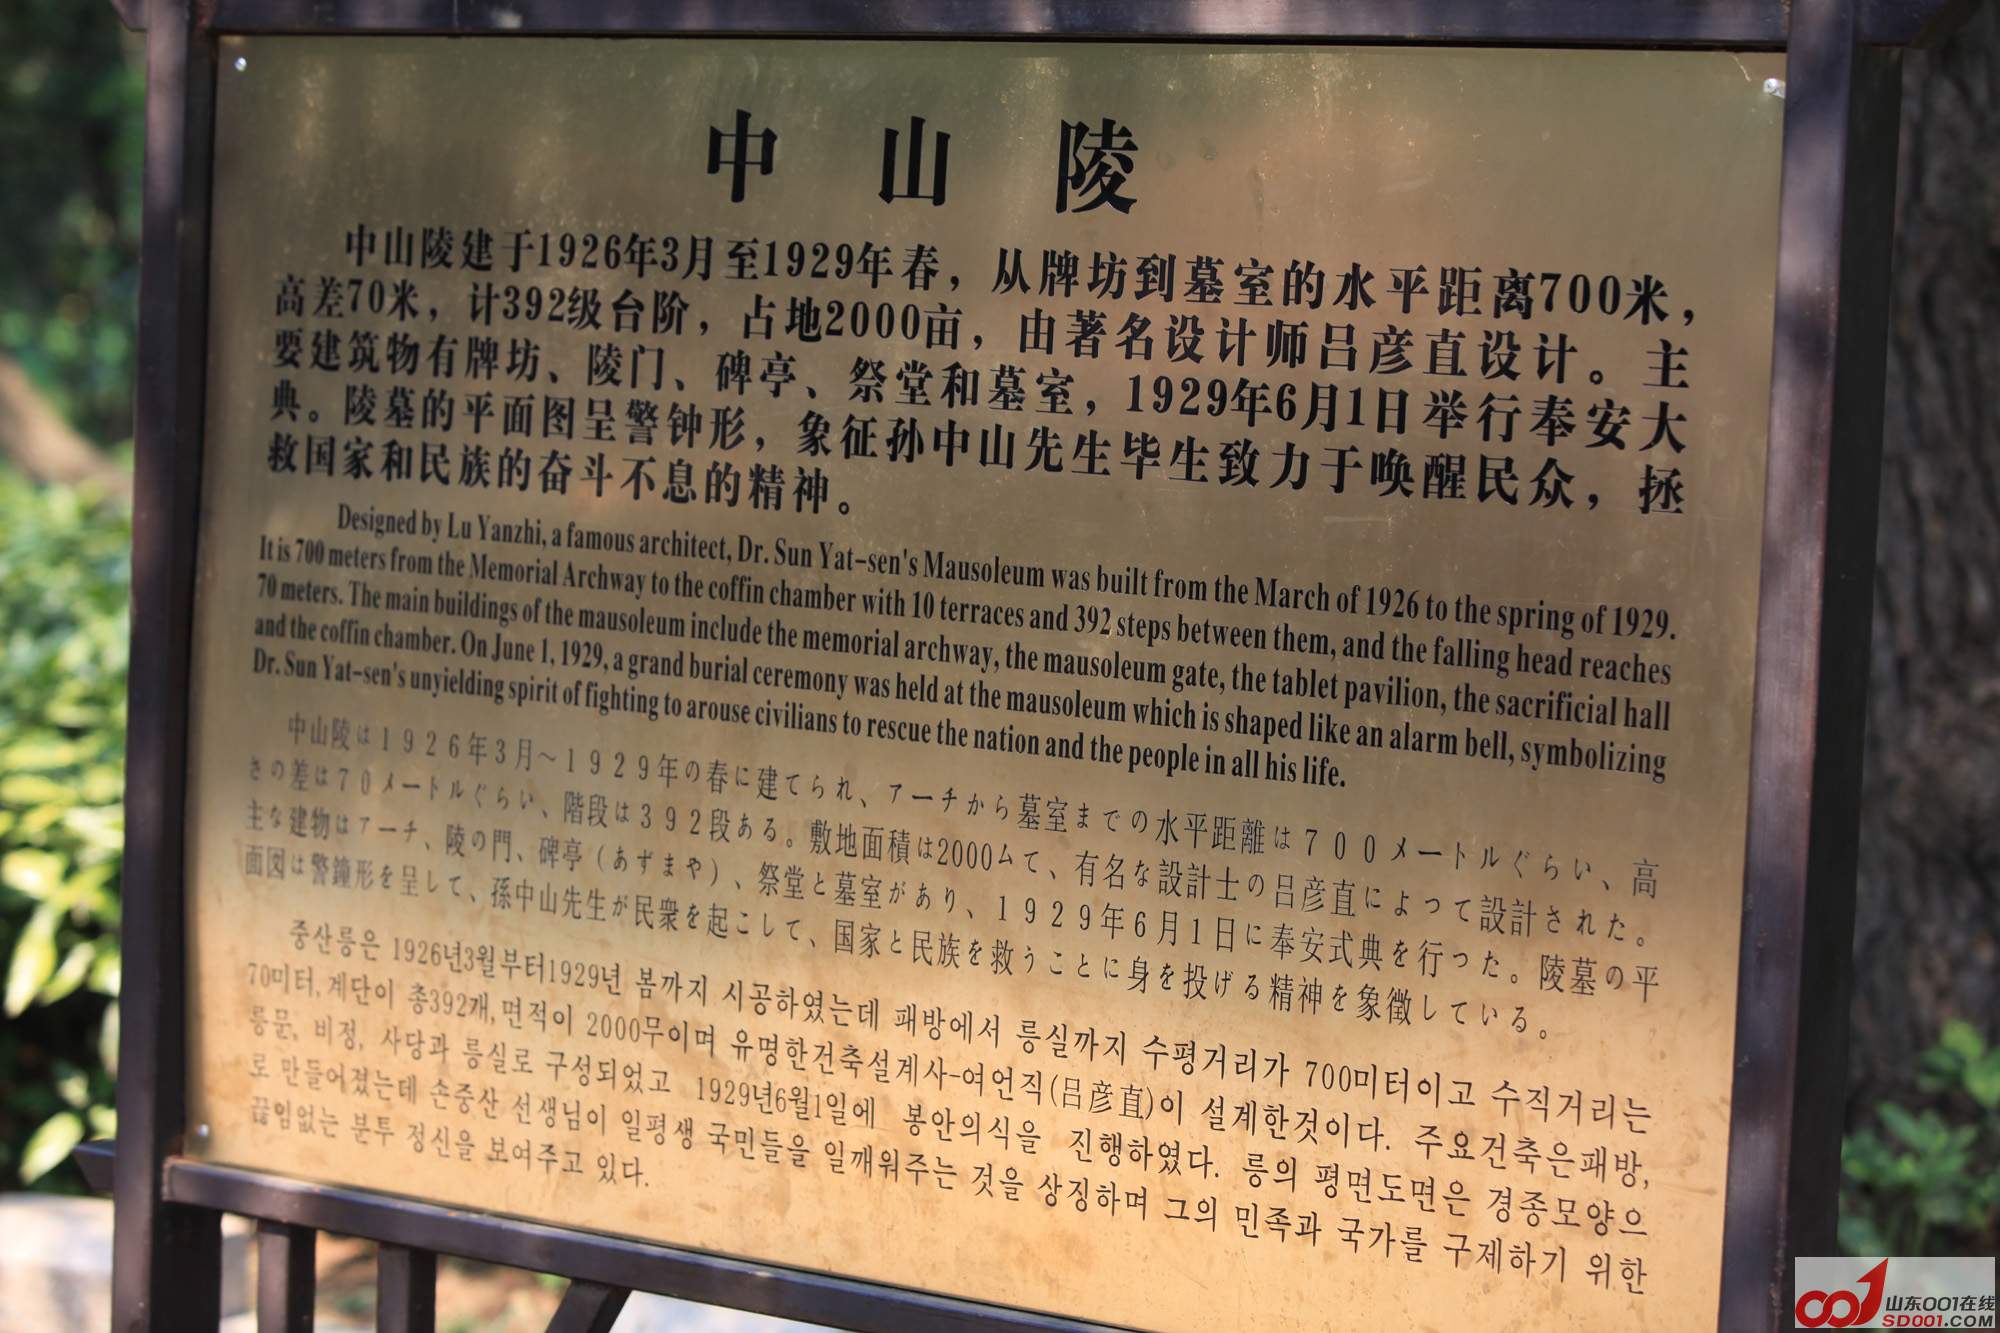 中山陵
中山陵建于1926年3月至1929年春，从牌坊到墓室的水平距离700米，
高差70米，计392级台阶，占地2000亩，由著名设计师吕彦直设计。主
要建筑物有牌坊、陵门、碑亭、祭堂和墓室，1929年6月1日举行奉安大
典。陵墓的平面图呈警钟形，象征孙中山先生毕生致力于唤醒民众，拯
救国家和民族的奋斗不息的精神。
Designed by Lu Yanzhi, a famous architect, Dr. Sun Yat-sen's Mausoleum was built from the March of 1926 to the spring of 1929.
It is 700 meters from the Memorial Archway to the coffin chamber with 10 terraces and 392 steps between them, and the falling head reaches
70 meters. The main buildings of the mausoleum include the memorial archway, the mausoleum gate, the tablet pavilion, the sacrificial hall
and the coffin chamber. On June 1, 1929, a grand burial ceremony was held at the mausoleum which is shaped like an alarm bell, symbolizing
Dr. Sun Yat-sen's unyielding spirit of fighting to arouse civilians to rescue the nation and the people in all his life.
中山陵は１９２６年３月～１９２９年の春に建てられ、アーチから墓室までの水平距離は７００メートルぐらい、高
さの差は７０メートルぐらい、階段は３９２段ある。敷地面積は2000ムで、有名な設計士の吕彦直によつて設計された。
主な建物はアーチ、陵の門、碑亭（あずまや）、祭堂と墓室があり、１９２９年６月１日に奉安式典を行つた。陵墓の平
面図は警鐘形を呈して、孫中山先生が民衆を起こして、国家と民族を救うことに身を投げる精神を象徴している。
중산릉은 1926년3월부터1929년 봄까지 시공하였는데 패방에서 릉실까지 수평거리가 700미터이고 수직거리는
70미터, 계단이 총392개, 면적이 2000무이며 유명한건축설계사-여언직(吕彦直)이 설계한것이다. 주요건축은패방,
릉문, 비정, 사당과 릉실로 구성되었고 1929년6월1일에 봉안의식을 진행하였다. 릉의 평면도면은 경종모양으
로 만들어졌는데 손중산 선생님이 일평생 국민들을 일깨워주는 것을 상징하며 그의 민족과 국가를 구제하기 위한
끊임없는 분투 정신을 보여주고 있다.
山东001在线
SD001.COM